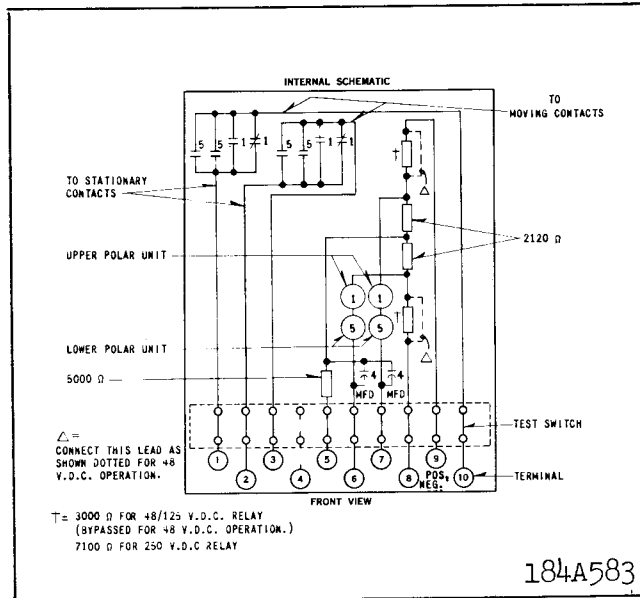 INTERNAL SCHEMATIC
TO
MOVING CONTACTS
5 5 1 1 5 5 1 1
†
△
TO STATIONARY
CONTACTS
2120 Ω
UPPER POLAR UNIT
1 1
5 5
†
△
LOWER POLAR UNIT
4 4
MFD MFD
5000 Ω
TEST SWITCH
△=
CONNECT THIS LEAD AS
SHOWN DOTTED FOR 48
V.D.C. OPERATION.
1 2 3 4 5 6 7 8 9 10
POS.
NEG.
TERMINAL
FRONT VIEW
†= 3000 Ω FOR 48/125 V.D.C. RELAY
(BYPASSED FOR 48 V.D.C. OPERATION.)
7100 Ω FOR 250 V.D.C RELAY
184A583